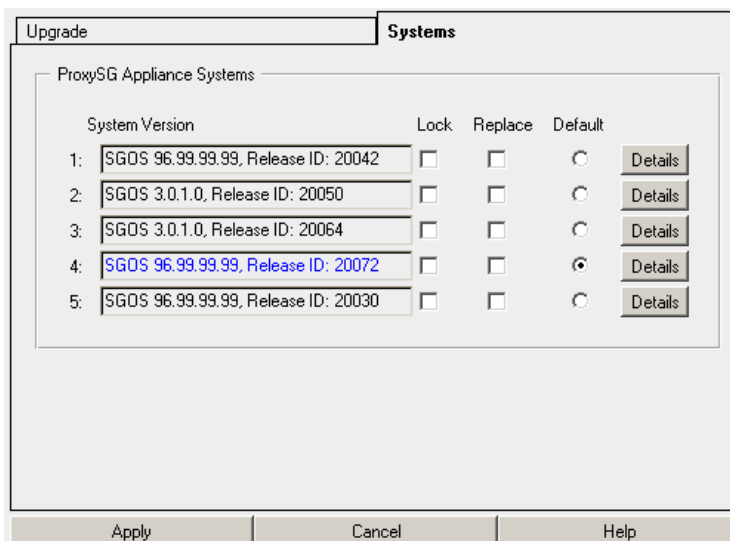 Upgrade Systems
ProxySG Appliance Systems
System Version Lock Replace Default
1: SGOS 96.99.99.99, Release ID: 20042 Details
2: SGOS 3.0.1.0, Release ID: 20050 Details
3: SGOS 3.0.1.0, Release ID: 20064 Details
4: SGOS 96.99.99.99, Release ID: 20072 Details
5: SGOS 96.99.99.99, Release ID: 20030 Details
Apply Cancel Help